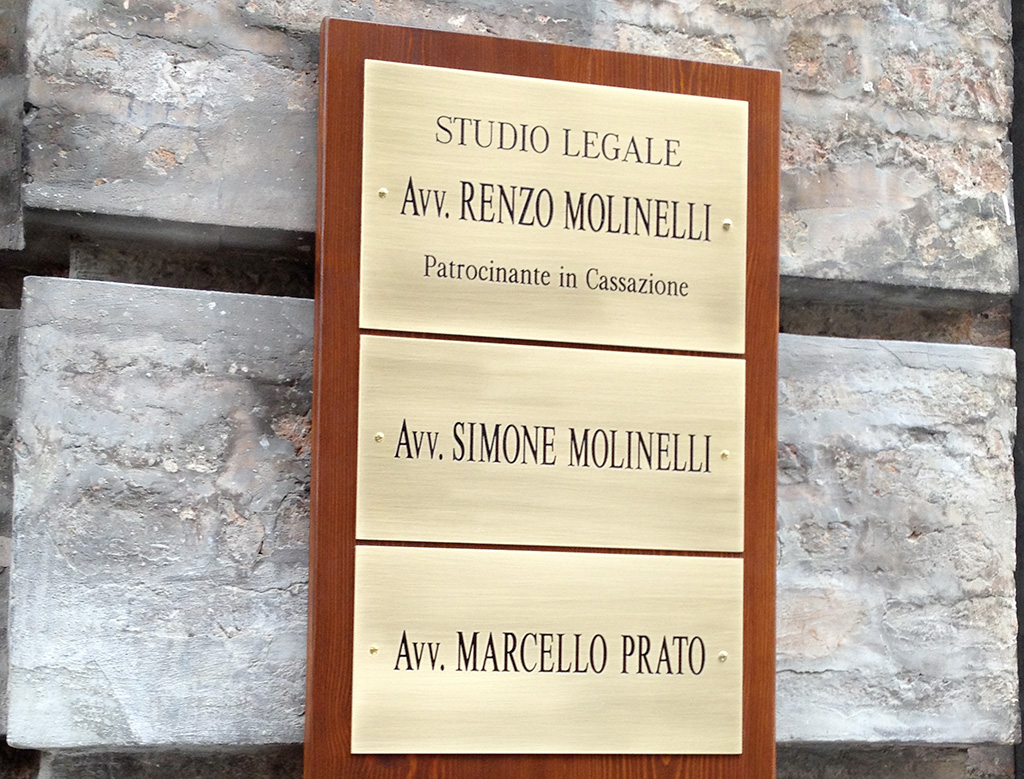 STUDIO LEGALE
Avv. RENZO MOLINELLI
Patrocinante in Cassazione
Avv. SIMONE MOLINELLI
Avv. MARCELLO PRATO